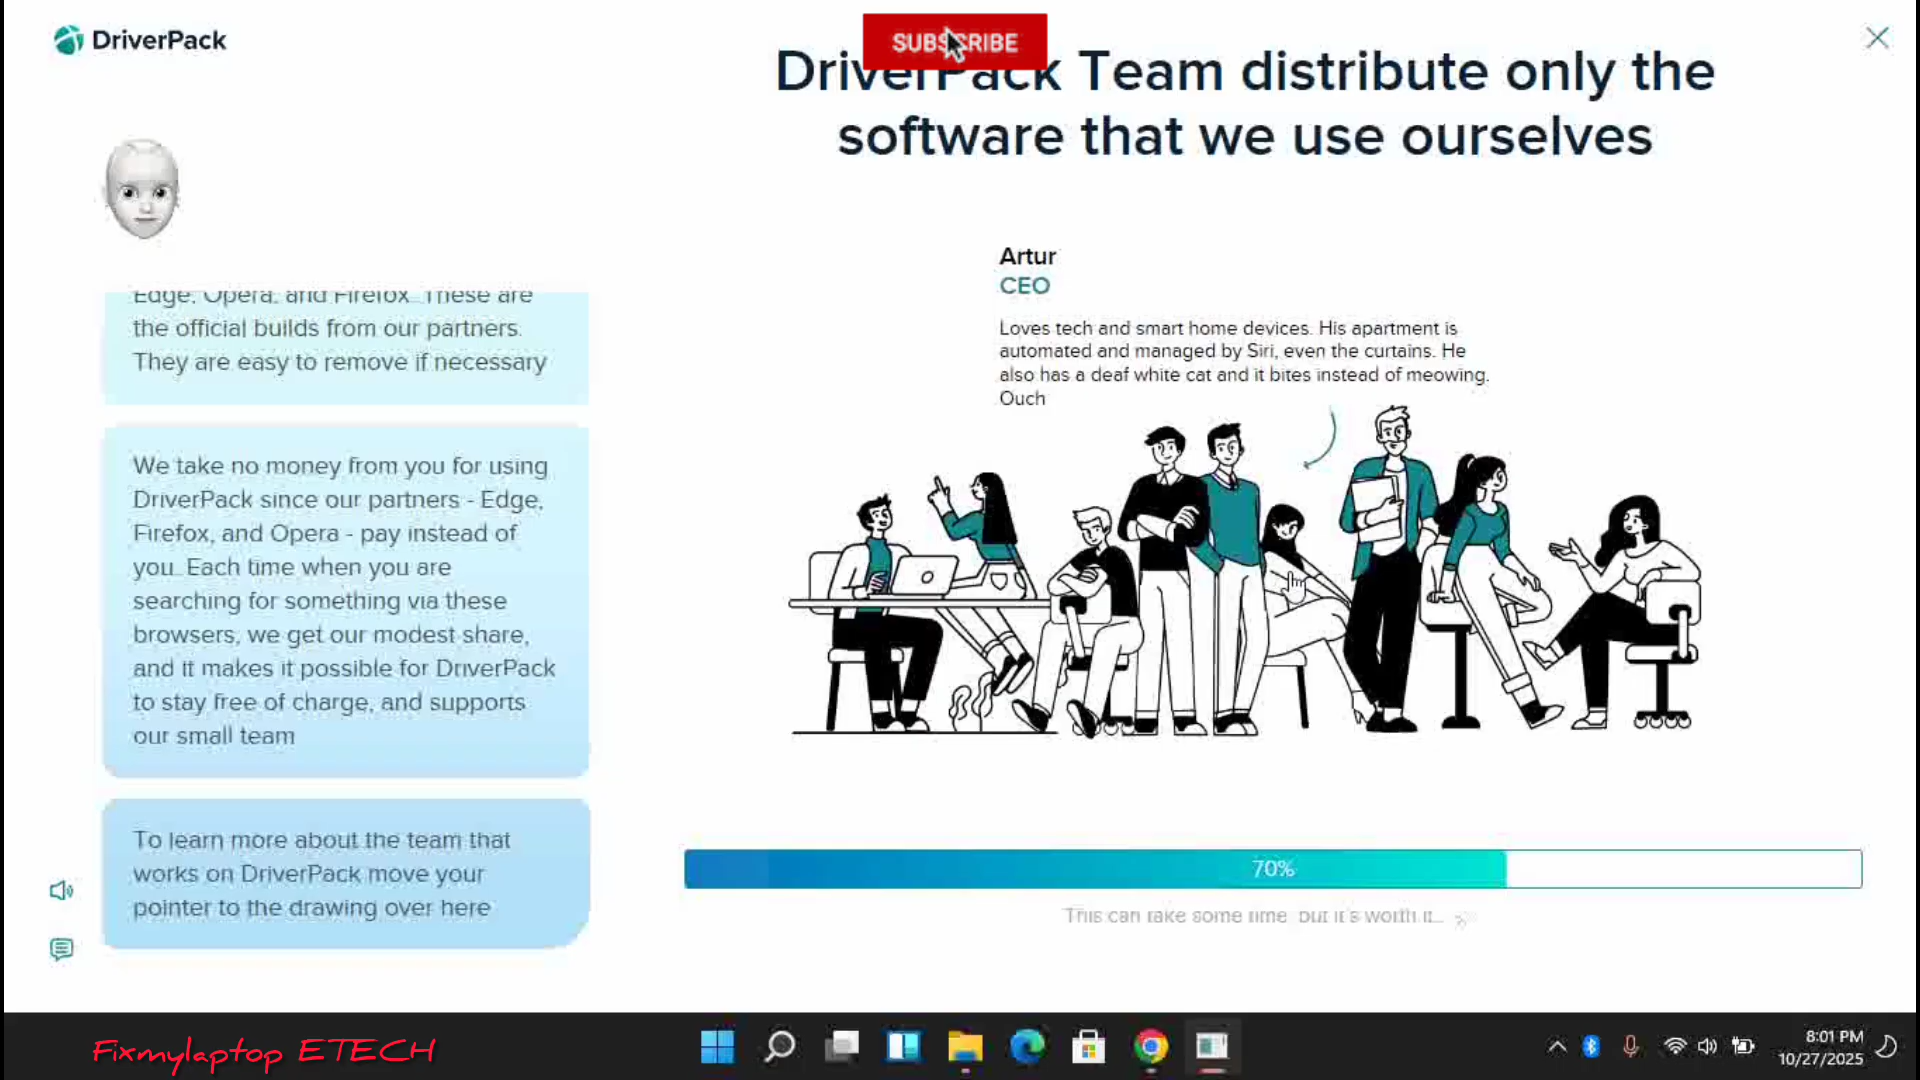 DriverPack
SUBSCRIBE
DriverPack Team distribute only the
software that we use ourselves
Artur
CEO
Loves tech and smart home devices. His apartment is
automated and managed by Siri, even the curtains. He
also has a deaf white cat and it bites instead of meowing.
Ouch
Edge, Opera, and Firefox. These are
the official builds from our partners.
They are easy to remove if necessary
We take no money from you for using
DriverPack since our partners - Edge,
Firefox, and Opera - pay instead of
you. Each time when you are
searching for something via these
browsers, we get our modest share,
and it makes it possible for DriverPack
to stay free of charge, and supports
our small team
To learn more about the team that
works on DriverPack move your
pointer to the drawing over here
70%
This can take some time, but it's worth it...
Fixmylaptop ETECH
8:01 PM
10/27/2025